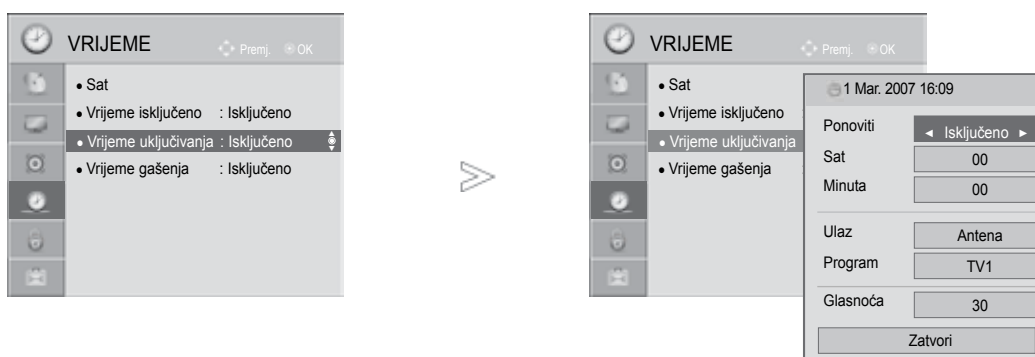 VRIJEME
Premj. OK
• Sat
• Vrijeme isključeno : Isključeno
• Vrijeme uključivanja : Isključeno
• Vrijeme gašenja : Isključeno
VRIJEME
Premj. OK
• Sat
• Vrijeme isključeno :
• Vrijeme uključivanja
• Vrijeme gašenja :
1 Mar. 2007 16:09
Ponoviti ◄ Isključeno ►
Sat 00
Minuta 00
Ulaz Antena
Program TV1
Glasnoća 30
Zatvori